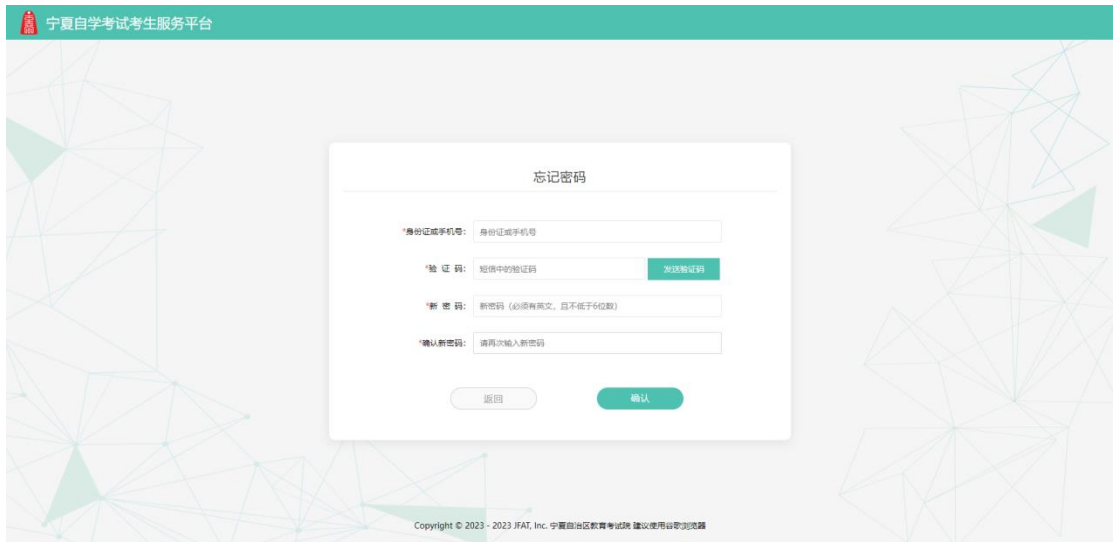 宁夏自学考试考生服务平台
忘记密码
*身份证或手机号: 身份证或手机号
*验 证 码: 短信中的验证码 发送验证码
*新 密 码: 新密码（必须有英文，且不低于6位数）
*确认新密码: 请再次输入新密码
返回 确认
Copyright © 2023 - 2023 JFAT, Inc. 宁夏自治区教育考试院 建议使用谷歌浏览器